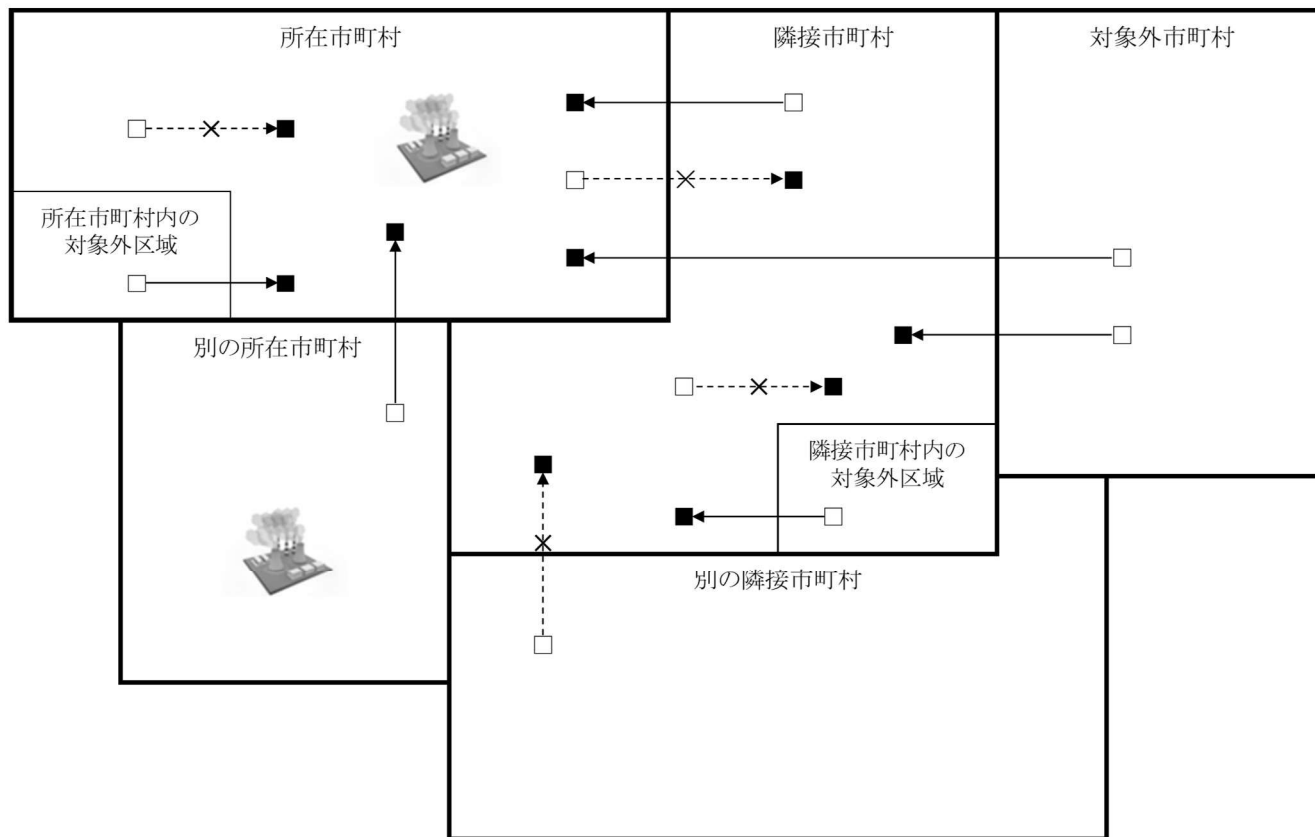 所在市町村
隣接市町村
対象外市町村
所在市町村内の
対象外区域
別の所在市町村
隣接市町村内の
対象外区域
別の隣接市町村